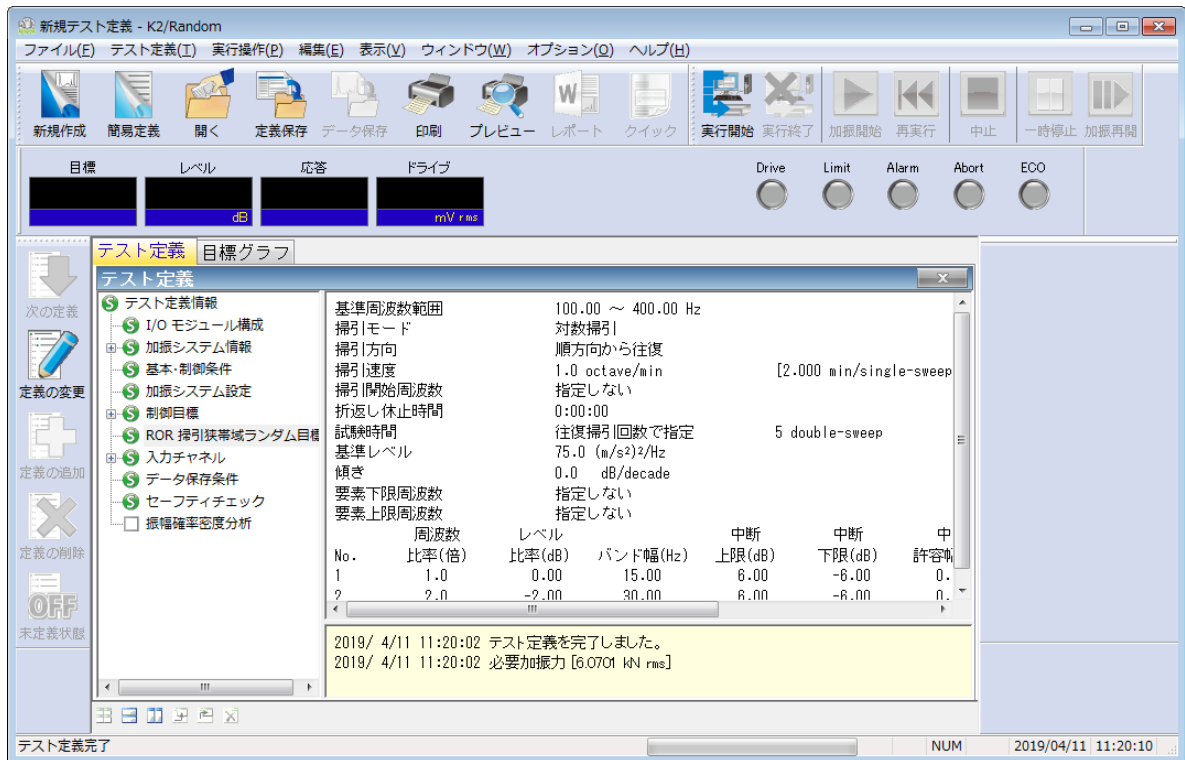 新規テスト定義 - K2/Random
ファイル(F) テスト定義(T) 実行操作(P) 編集(E) 表示(V) ウィンドウ(W) オプション(O) ヘルプ(H)
新規作成 簡易定義 開く 定義保存 データ保存 印刷 プレビュー レポート クイック 実行開始 実行終了 加振開始 再実行 中止 一時停止 加振再開
目標 レベル 応答 ドライブ Drive Limit Alarm Abort ECO
dB mV rms
テスト定義 目標グラフ
テスト定義
次の定義
定義の変更
定義の追加
定義の削除
OFF
未定義状態
テスト定義情報
I/O モジュール構成
加振システム情報
基本・制御条件
加振システム設定
制御目標
ROR 掃引狭帯域ランダム目標
入力チャネル
データ保存条件
セーフティチェック
振幅確率密度分析
基準周波数範囲 100.00 ～ 400.00 Hz
掃引モード 対数掃引
掃引方向 順方向から往復
掃引速度 1.0 octave/min [2.000 min/single-sweep
掃引開始周波数 指定しない
折返し休止時間 0:00:00
試験時間 往復掃引回数で指定 5 double-sweep
基準レベル 75.0 (m/s²)²/Hz
傾き 0.0 dB/decade
要素下限周波数 指定しない
要素上限周波数 指定しない
周波数 レベル 中断 中断 中
No. 比率(倍) 比率(dB) バンド幅(Hz) 上限(dB) 下限(dB) 許容幅
1 1.0 0.00 15.00 6.00 -6.00 0.
2 2.0 -2.00 30.00 6.00 -6.00 0.
2019/ 4/11 11:20:02 テスト定義を完了しました。
2019/ 4/11 11:20:02 必要加振力 [6.0701 kN rms]
テスト定義完了 NUM 2019/04/11 11:20:10